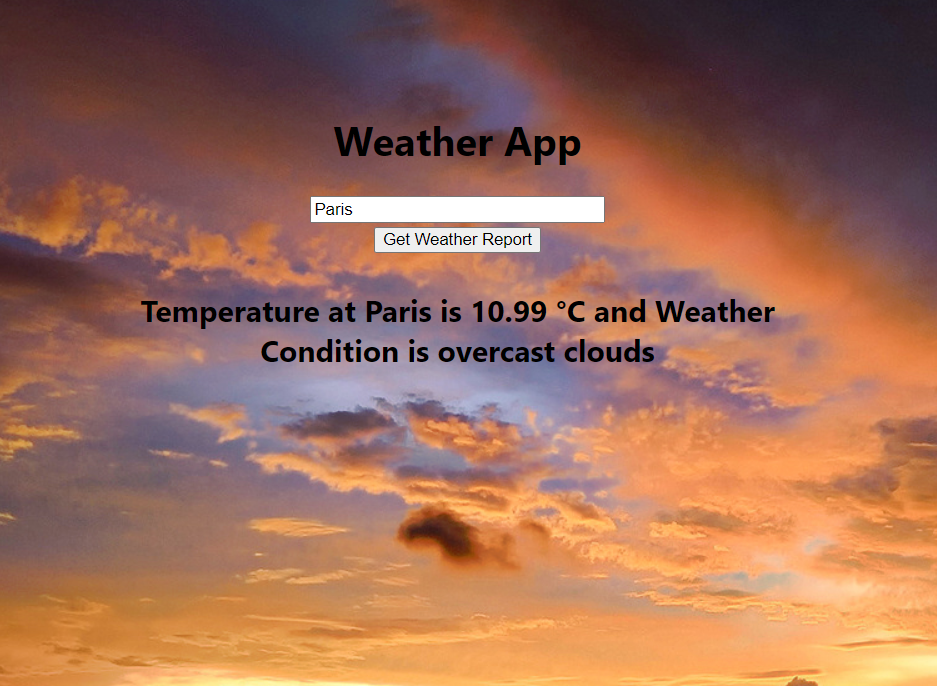 Weather App
Paris
Get Weather Report
Temperature at Paris is 10.99 °C and Weather
Condition is overcast clouds